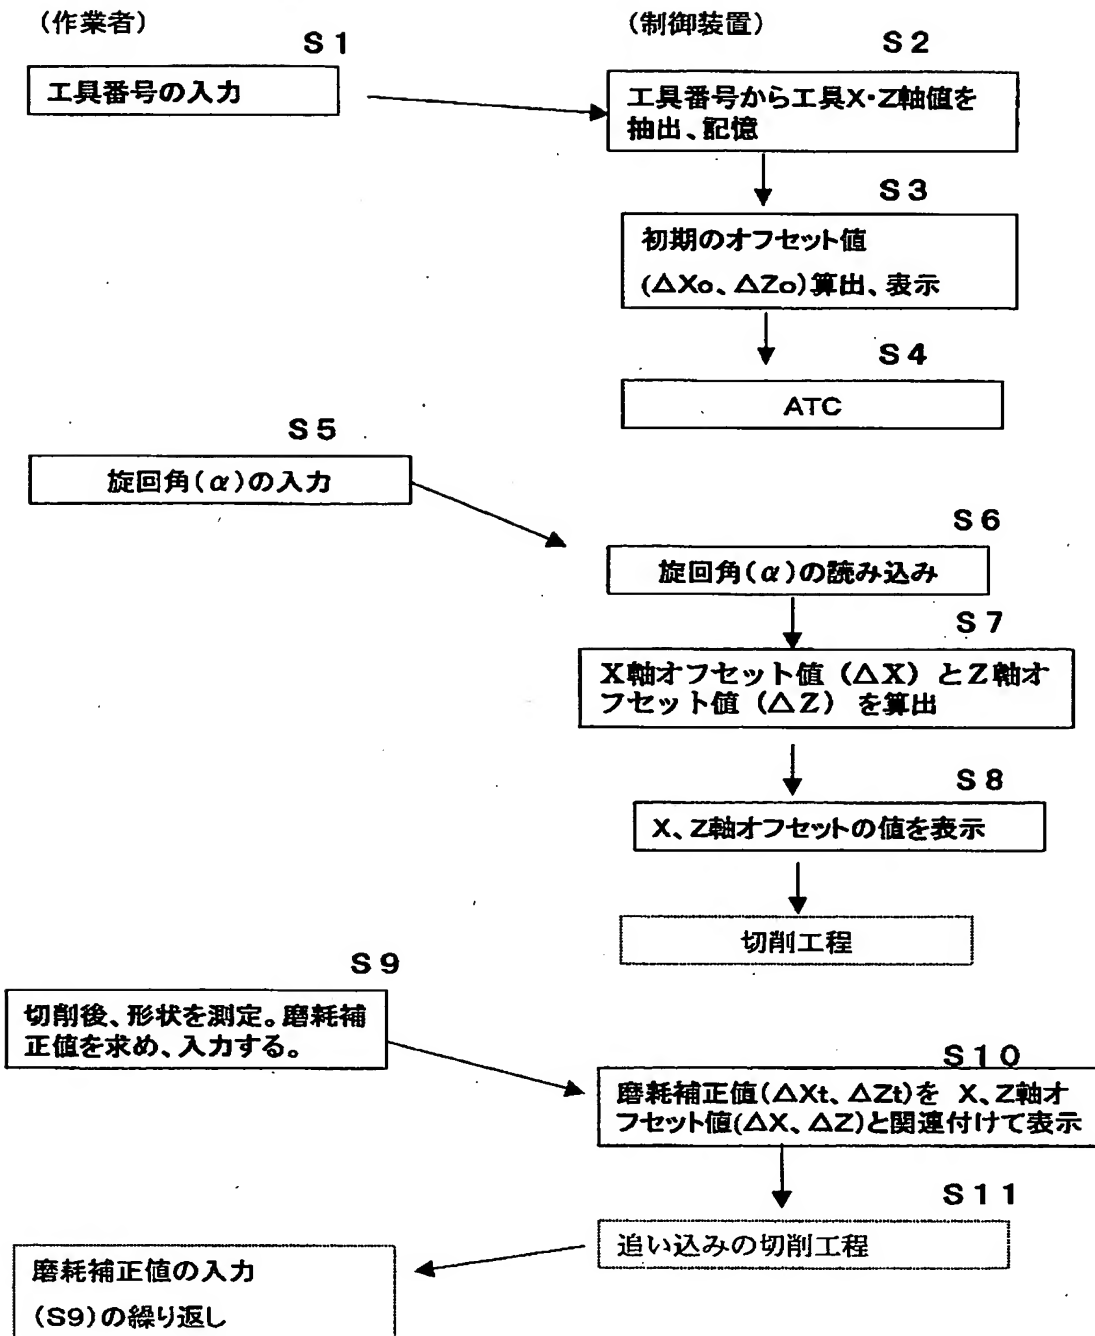 (作業者)
(制御装置)
S1
工具番号の入力
S2
工具番号から工具X・Z軸値を
抽出、記憶
S3
初期のオフセット値
(△Xo、△Zo)算出、表示
S4
ATC
S5
旋回角(α)の入力
S6
旋回角(α)の読み込み
S7
X軸オフセット値(△X)とZ軸オ
フセット値(△Z)を算出
S8
X、Z軸オフセットの値を表示
切削工程
S9
切削後、形状を測定。磨耗補
正値を求め、入力する。
S10
磨耗補正値(△Xt、△Zt)を X、Z軸オ
フセット値(△X、△Z)と関連付けて表示
S11
追い込みの切削工程
磨耗補正値の入力
(S9)の繰り返し